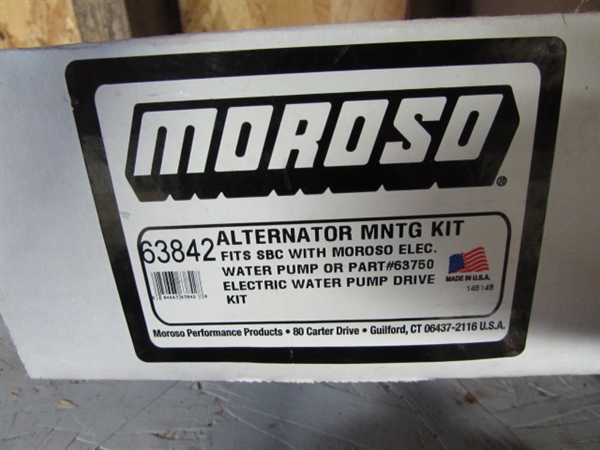 MOROSO®
63842
ALTERNATOR MNTG KIT
FITS SBC WITH MOROSO ELEC.
WATER PUMP OR PART#63750
ELECTRIC WATER PUMP DRIVE
KIT
MADE IN U.S.A.
148148
Moroso Performance Products • 80 Carter Drive • Guilford, CT 06437-2116 U.S.A.